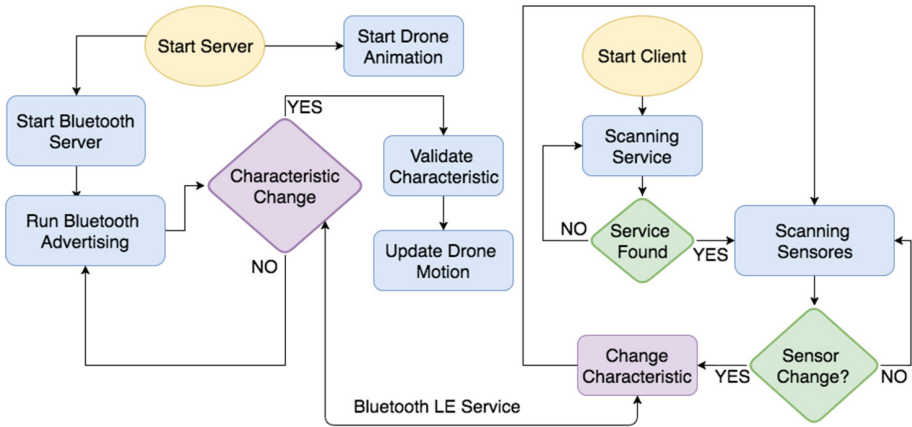 Start Server
Start Drone
Animation
Start Client
Start Bluetooth
Server
YES
Characteristic
Change
Validate
Characteristic
Scanning
Service
Run Bluetooth
Advertising
NO
Update Drone
Motion
NO
Service
Found
YES
Scanning
Sensores
Change
Characteristic
YES
Sensor
Change?
NO
Bluetooth LE Service